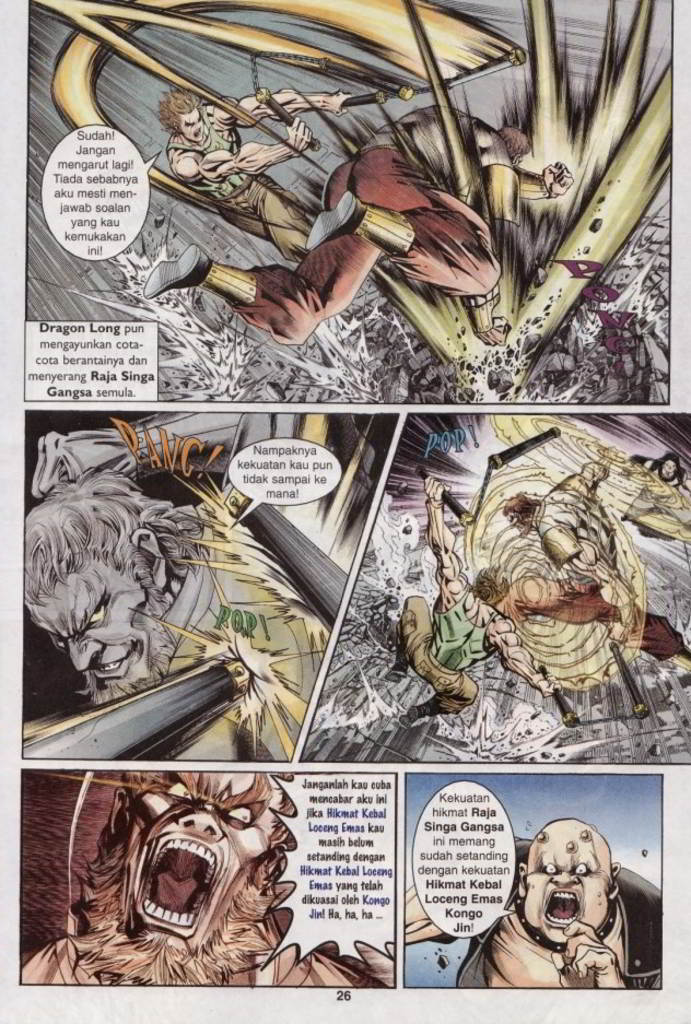 Sudah!
Jangan
mengarut lagi!
Tiada sebabnya
aku mesti men-
jawab soalan
yang kau
kemukakan
ini!
PONG!
Dragon Long pun
mengayunkan cota-
cota berantainya dan
menyerang Raja Singa
Gangsa semula.
PANG!
Nampaknya
kekuatan kau pun
tidak sampai ke
mana!
POP!
POP!
Janganlah kau cuba
mencabar aku ini
jika Hikmat Kebal
Loceng Emas kau
masih belum
setanding dengan
Hikmat Kebal Loceng
Emas yang telah
dikuasai oleh Kongo
Jin! Ha, ha, ha ...
Kekuatan
hikmat Raja
Singa Gangsa
ini memang
sudah setanding
dengan kekuatan
Hikmat Kebal
Loceng Emas
Kongo
Jin!
26